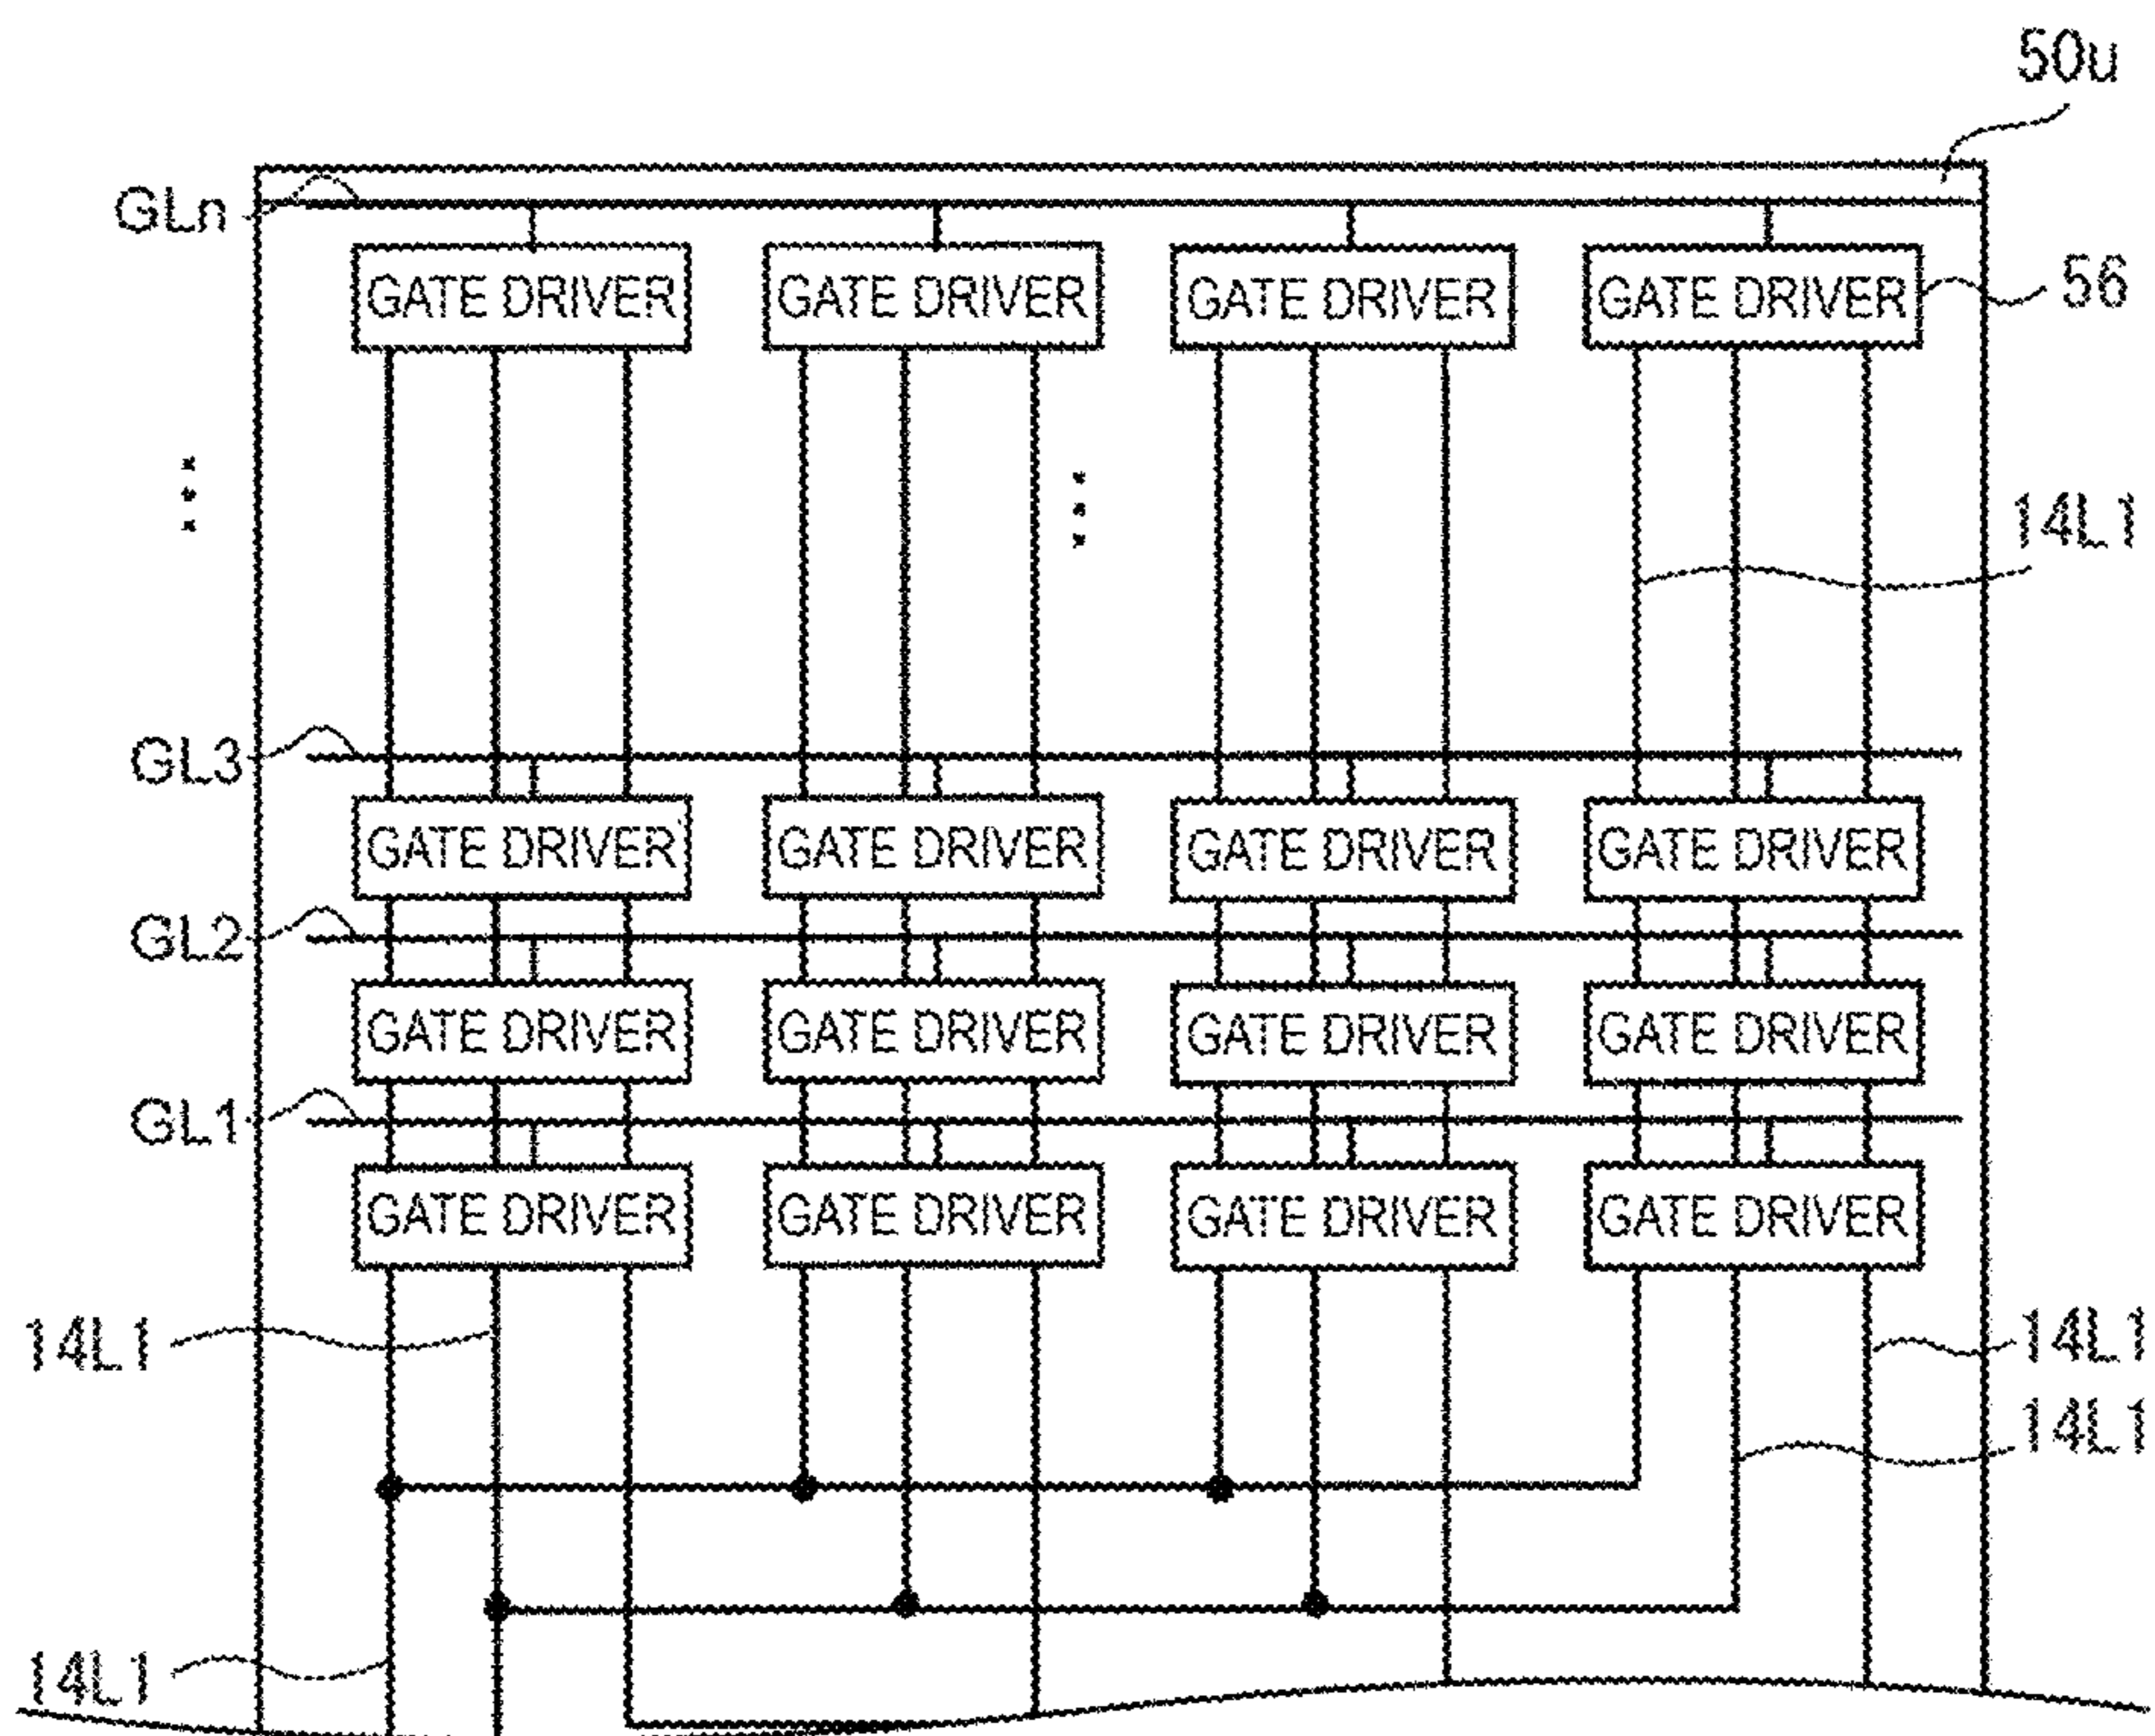 50u
GLn
GATE DRIVER GATE DRIVER GATE DRIVER GATE DRIVER 56
14L1
GL3
GATE DRIVER GATE DRIVER GATE DRIVER GATE DRIVER
GL2
GATE DRIVER GATE DRIVER GATE DRIVER GATE DRIVER
GL1
GATE DRIVER GATE DRIVER GATE DRIVER GATE DRIVER
14L1 14L1
14L1
14L1